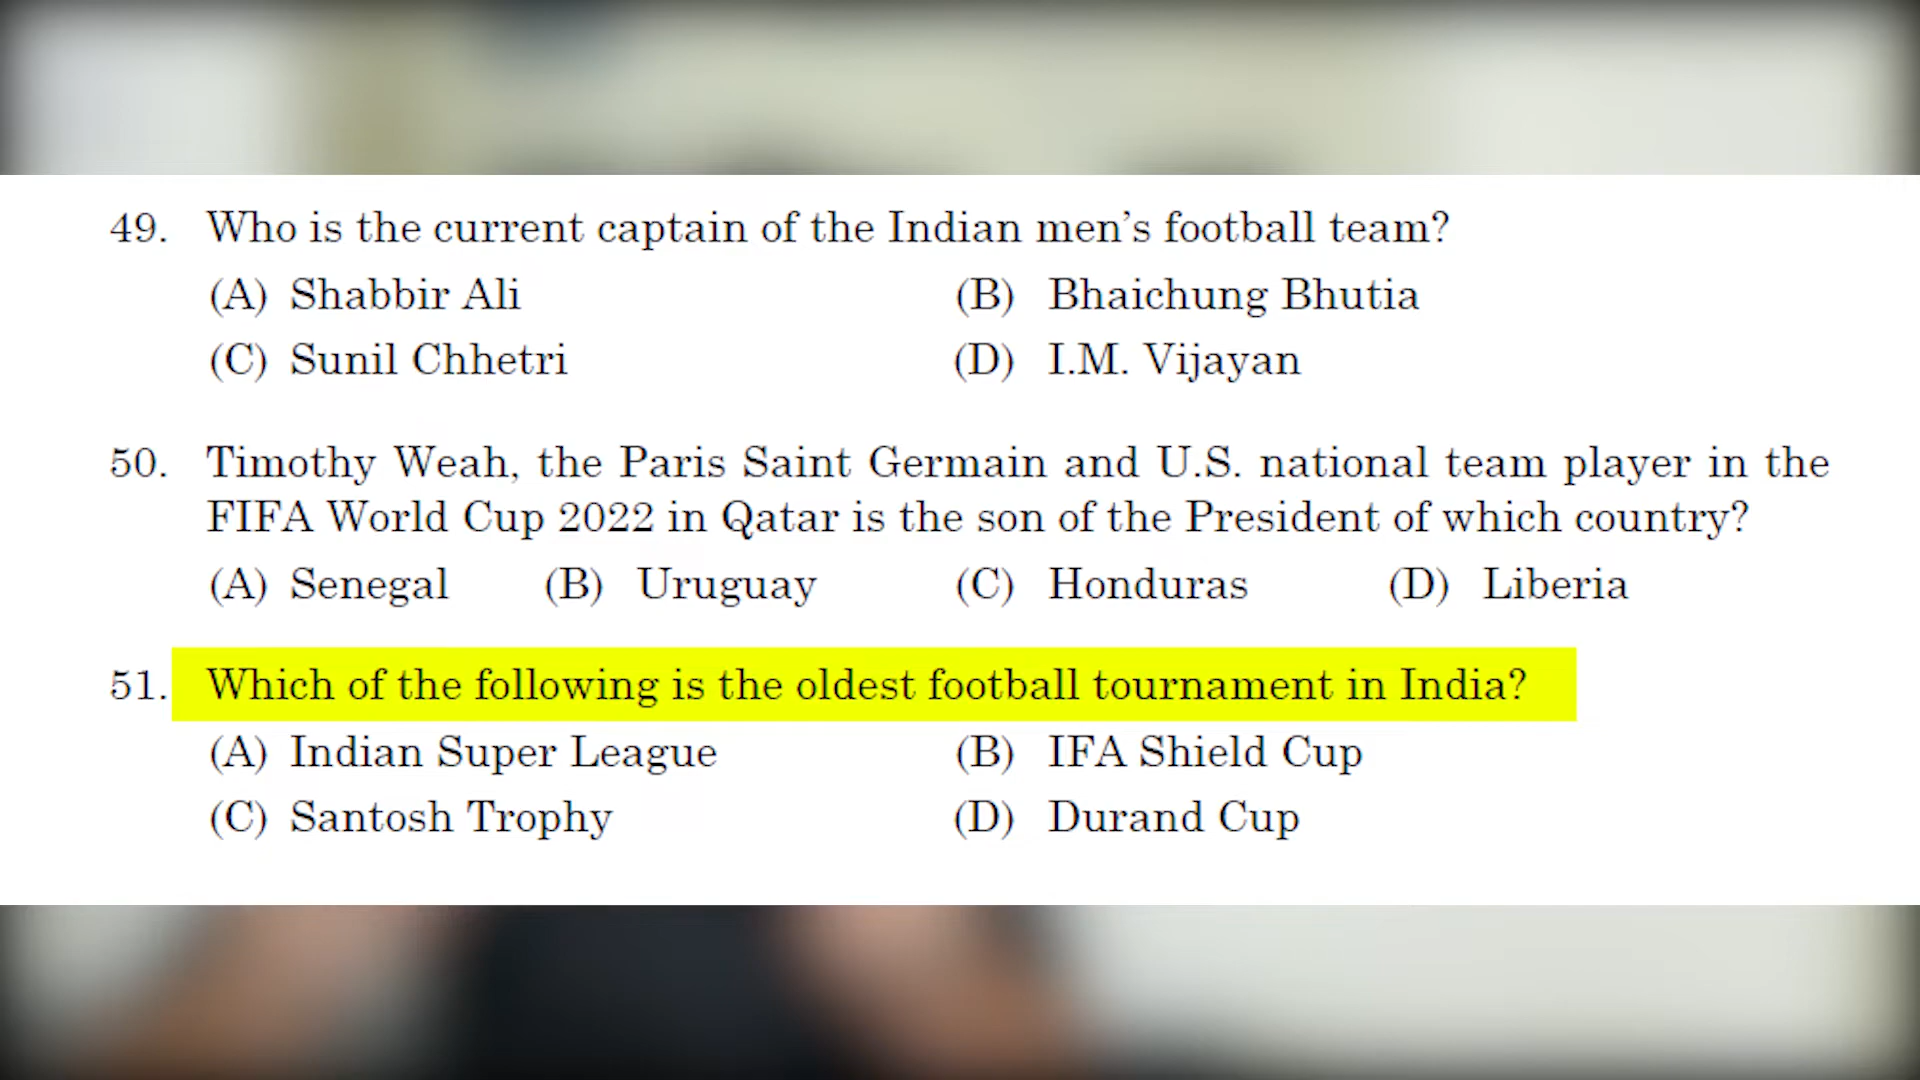 49. Who is the current captain of the Indian men’s football team?
(A) Shabbir Ali (B) Bhaichung Bhutia
(C) Sunil Chhetri (D) I.M. Vijayan
50. Timothy Weah, the Paris Saint Germain and U.S. national team player in the
FIFA World Cup 2022 in Qatar is the son of the President of which country?
(A) Senegal (B) Uruguay (C) Honduras (D) Liberia
51. Which of the following is the oldest football tournament in India?
(A) Indian Super League (B) IFA Shield Cup
(C) Santosh Trophy (D) Durand Cup